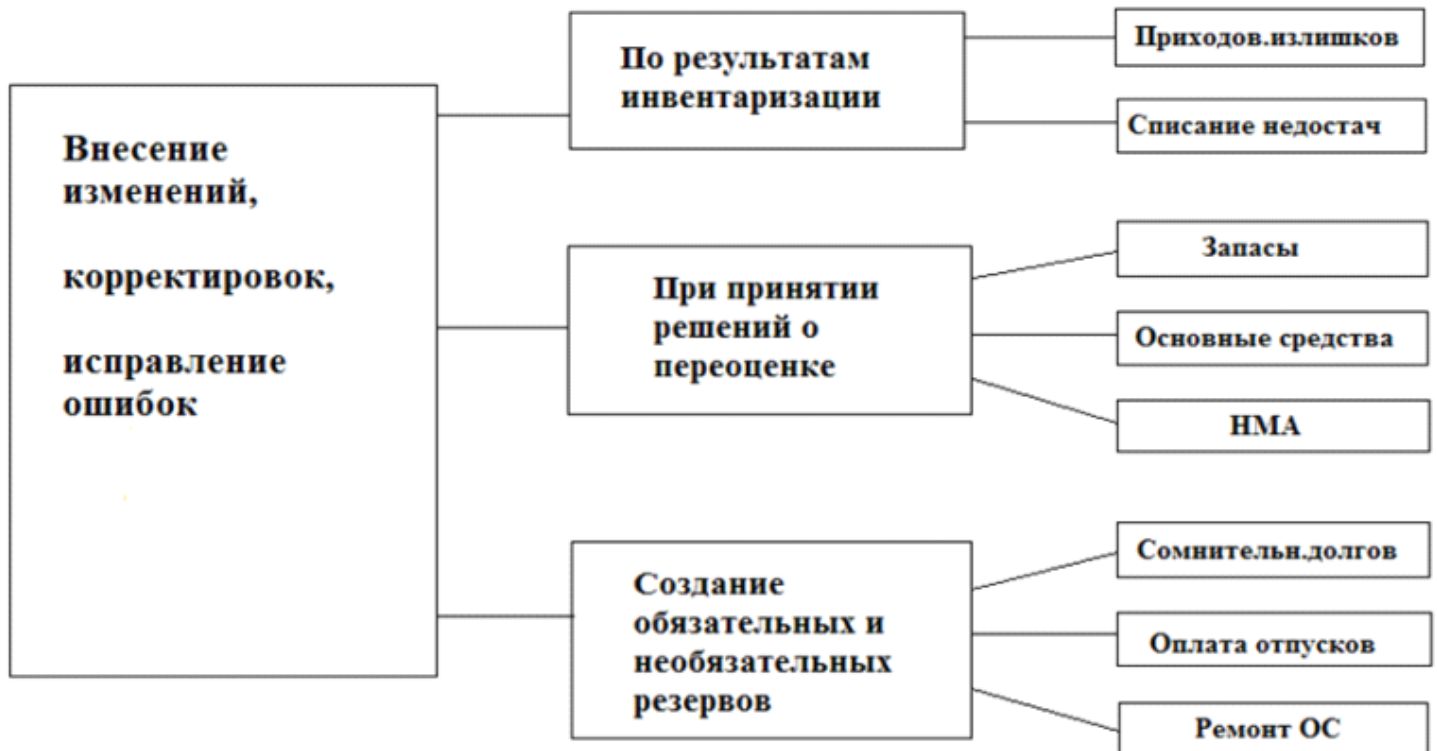 Внесение
изменений,
корректировок,
исправление
ошибок
По результатам
инвентаризации
Приходов.излишков
Списание недостач
При принятии
решений о
переоценке
Запасы
Основные средства
НМА
Создание
обязательных и
необязательных
резервов
Сомнительн.долгов
Оплата отпусков
Ремонт ОС